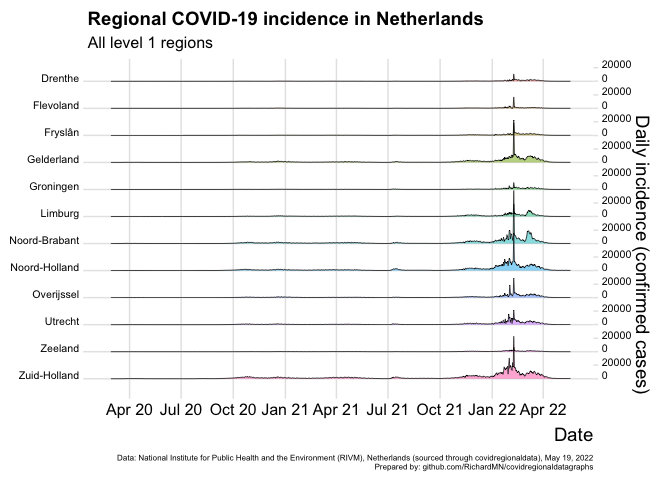 Regional COVID-19 incidence in Netherlands
All level 1 regions
Drenthe
Flevoland
Fryslân
Gelderland
Groningen
Limburg
Noord-Brabant
Noord-Holland
Overijssel
Utrecht
Zeeland
Zuid-Holland
20000
0
20000
0
20000
0
20000
0
20000
0
20000
0
20000
0
20000
0
20000
0
20000
0
20000
0
20000
0
Daily incidence (confirmed cases)
Apr 20 Jul 20 Oct 20 Jan 21 Apr 21 Jul 21 Oct 21 Jan 22 Apr 22
Date
Data: National Institute for Public Health and the Environment (RIVM), Netherlands (sourced through covidregionaldata), May 19, 2022
Prepared by: github.com/RichardMN/covidregionaldatagraphs